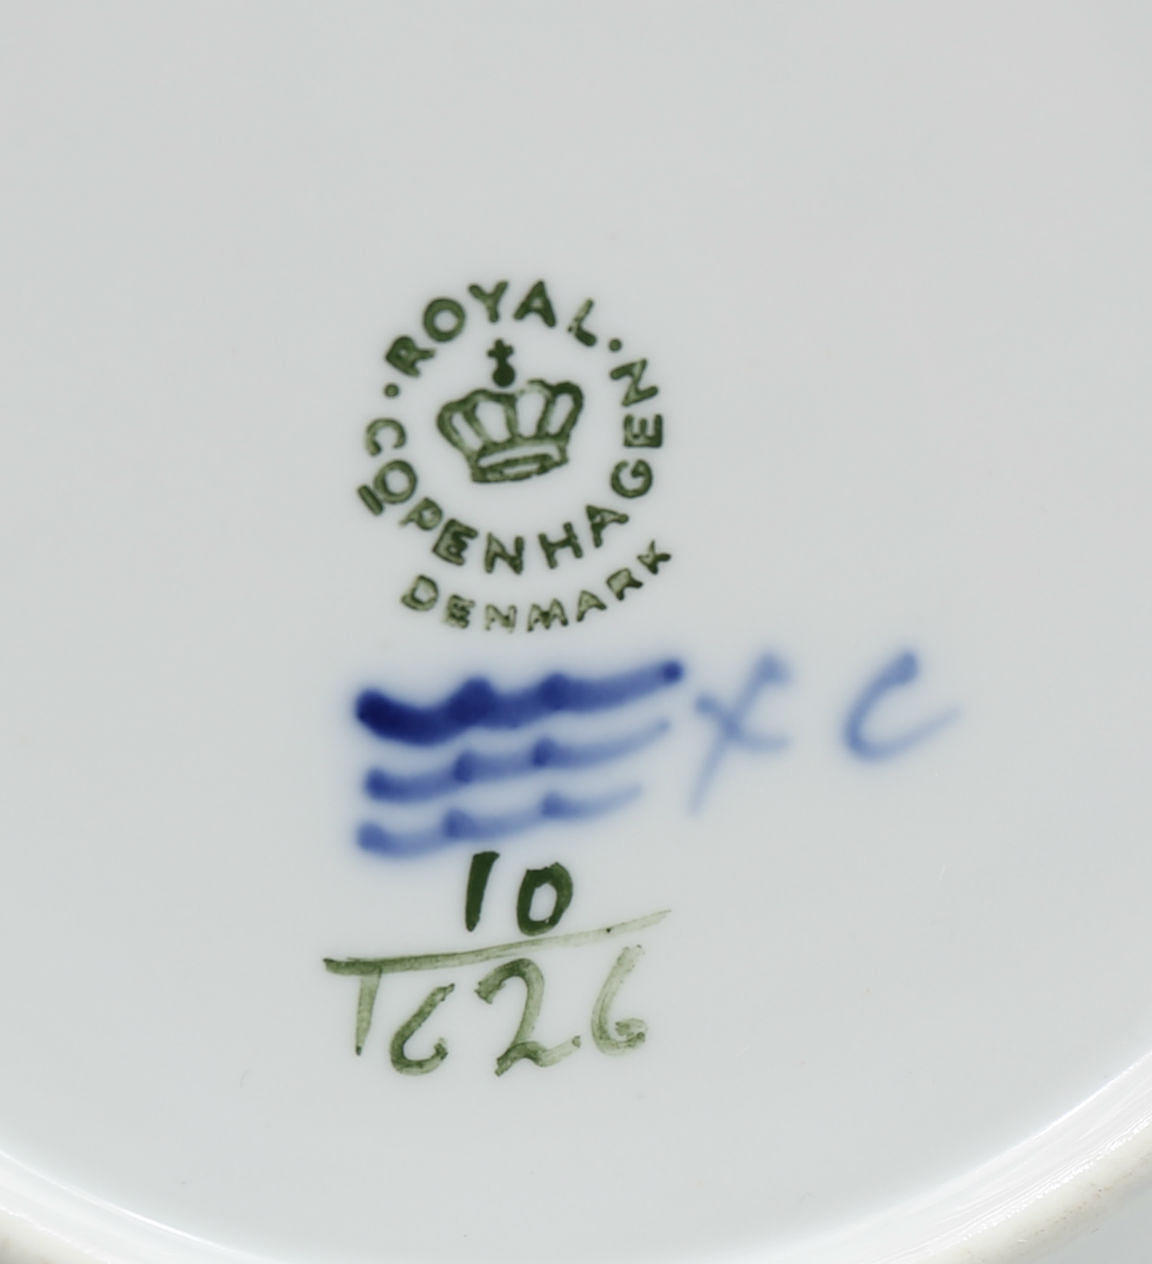 · ROYAL · COPENHAGEN
DENMARK
X C
10
1626